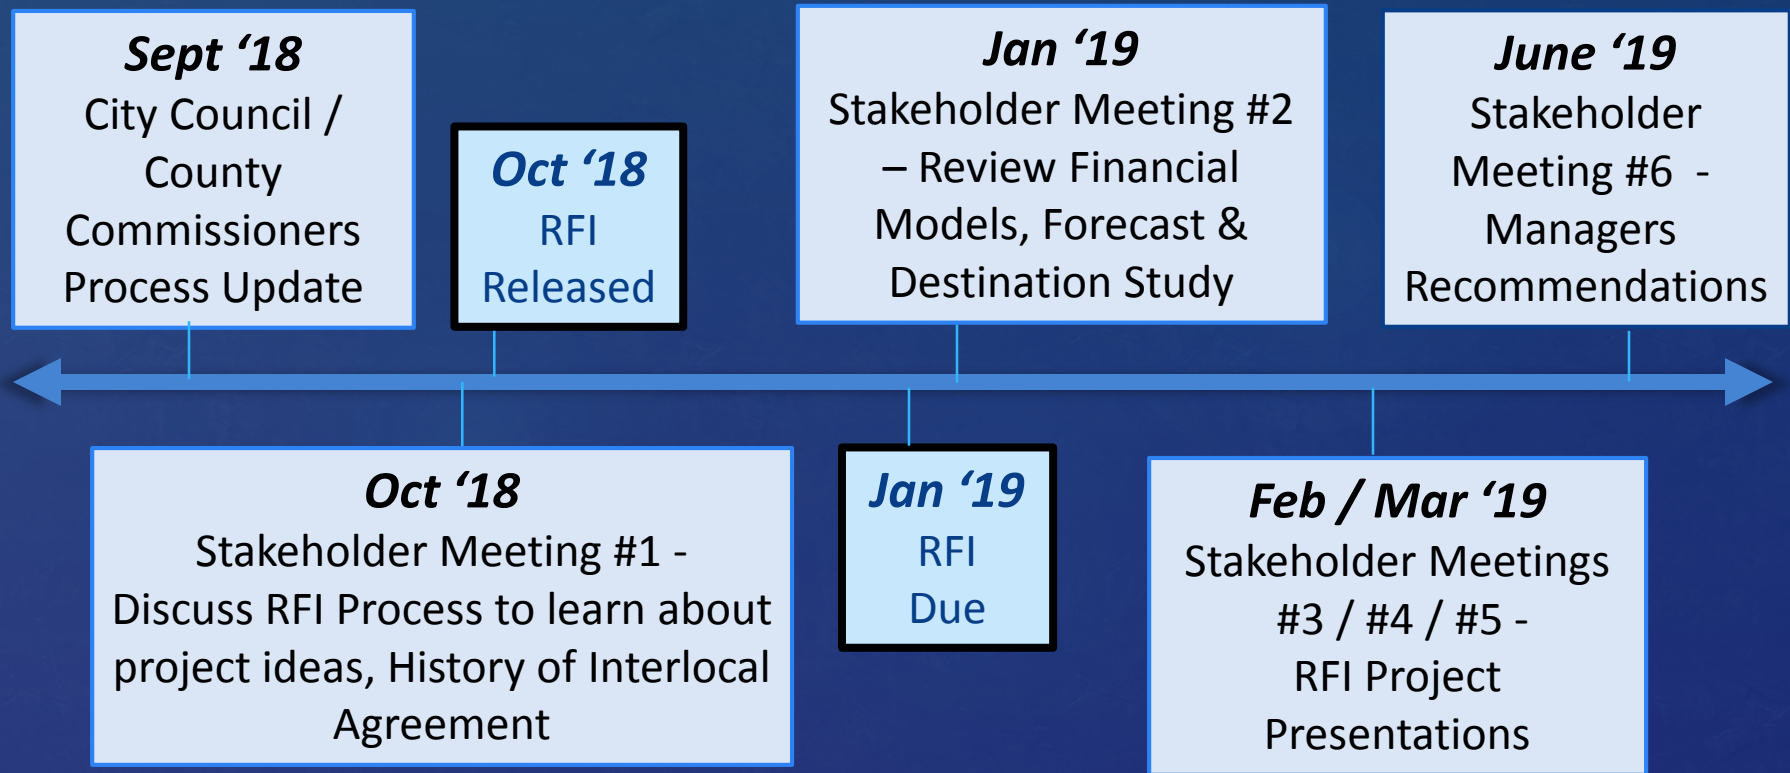 Sept ‘18
City Council /
County
Commissioners
Process Update
Oct ‘18
RFI
Released
Jan ‘19
Stakeholder Meeting #2
– Review Financial
Models, Forecast &
Destination Study
June ‘19
Stakeholder
Meeting #6 -
Managers
Recommendations
Oct ‘18
Stakeholder Meeting #1 -
Discuss RFI Process to learn about
project ideas, History of Interlocal
Agreement
Jan ‘19
RFI
Due
Feb / Mar ‘19
Stakeholder Meetings
#3 / #4 / #5 -
RFI Project
Presentations